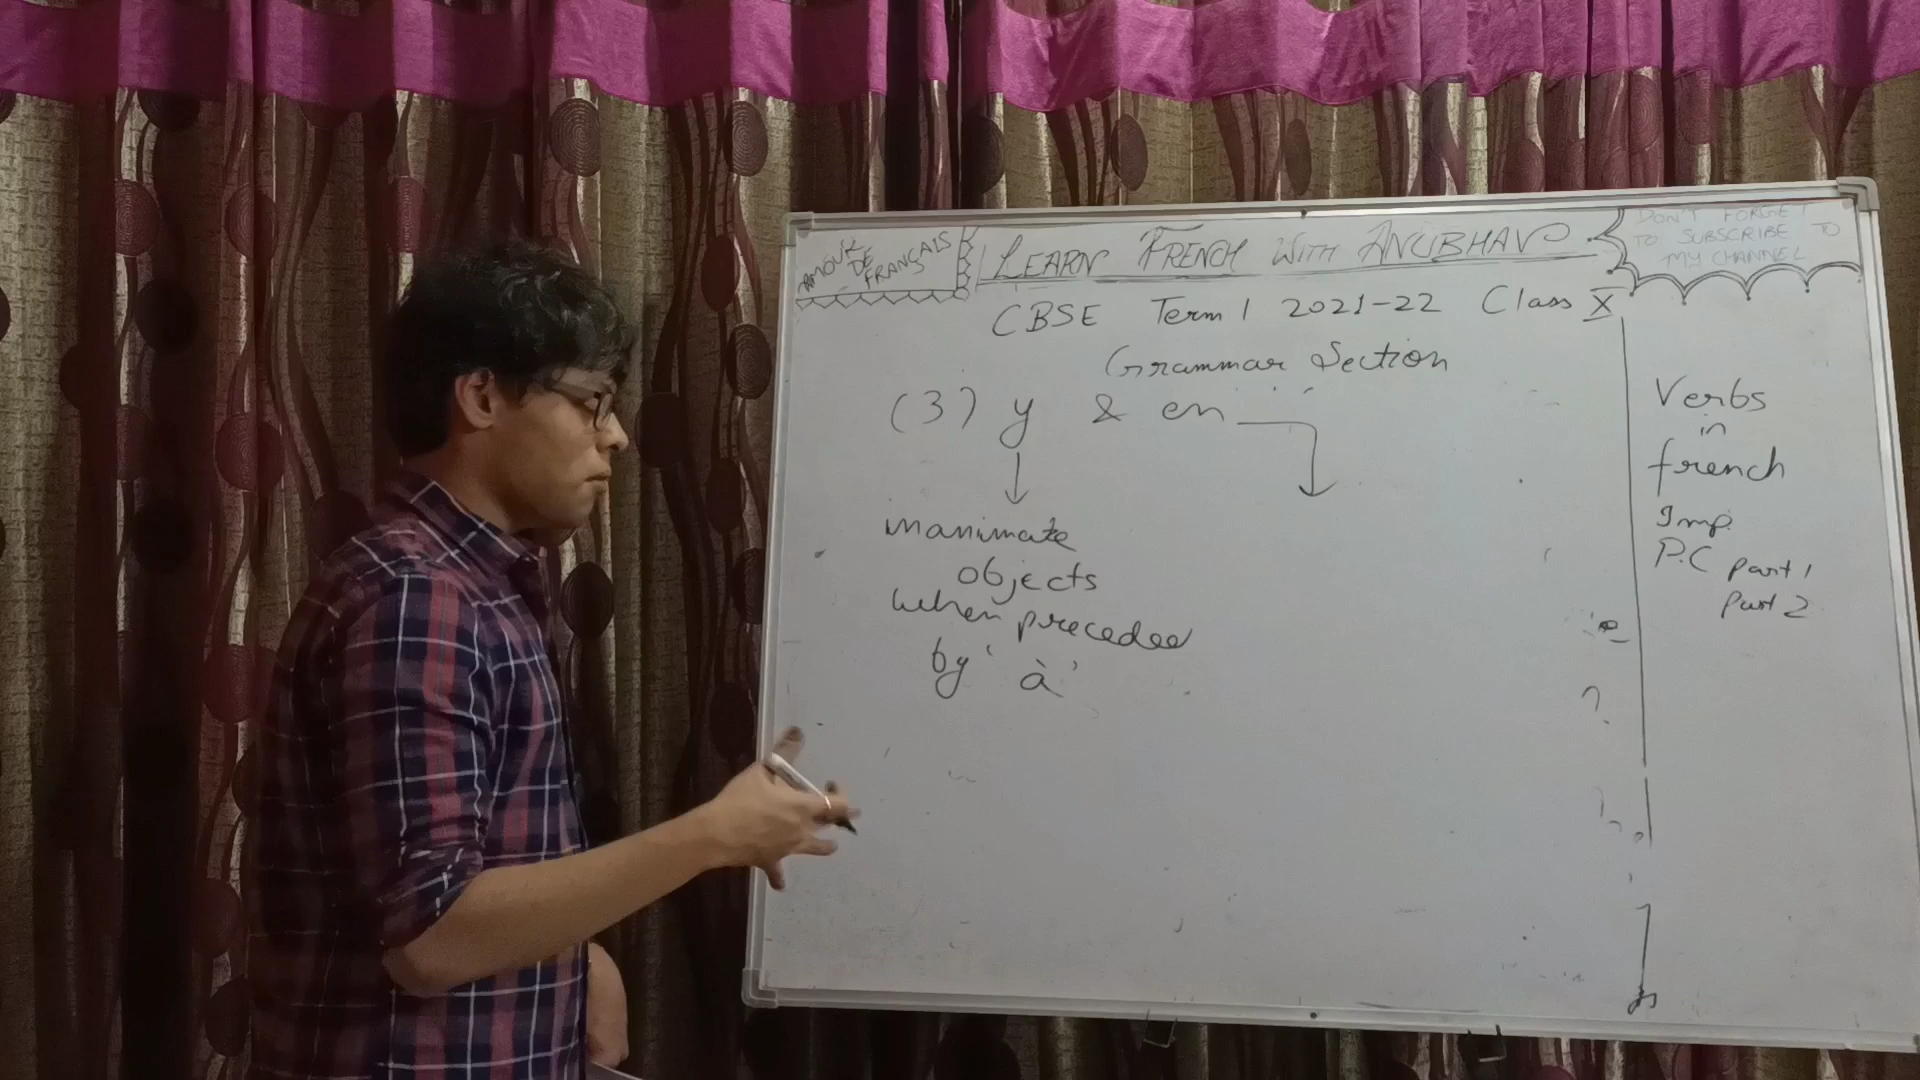 AMOUR
DE
FRANÇAIS
LEARN FRENCH WITH ANUBHAV
DON'T FORGET
TO SUBSCRIBE TO
MY CHANNEL
CBSE Term 1 2021-22 Class X
Grammar Section
(3) y & en
inanimate
objects
when preceded
by 'à'
Verbs
in
french
Imp.
P.C Part 1
Part 2